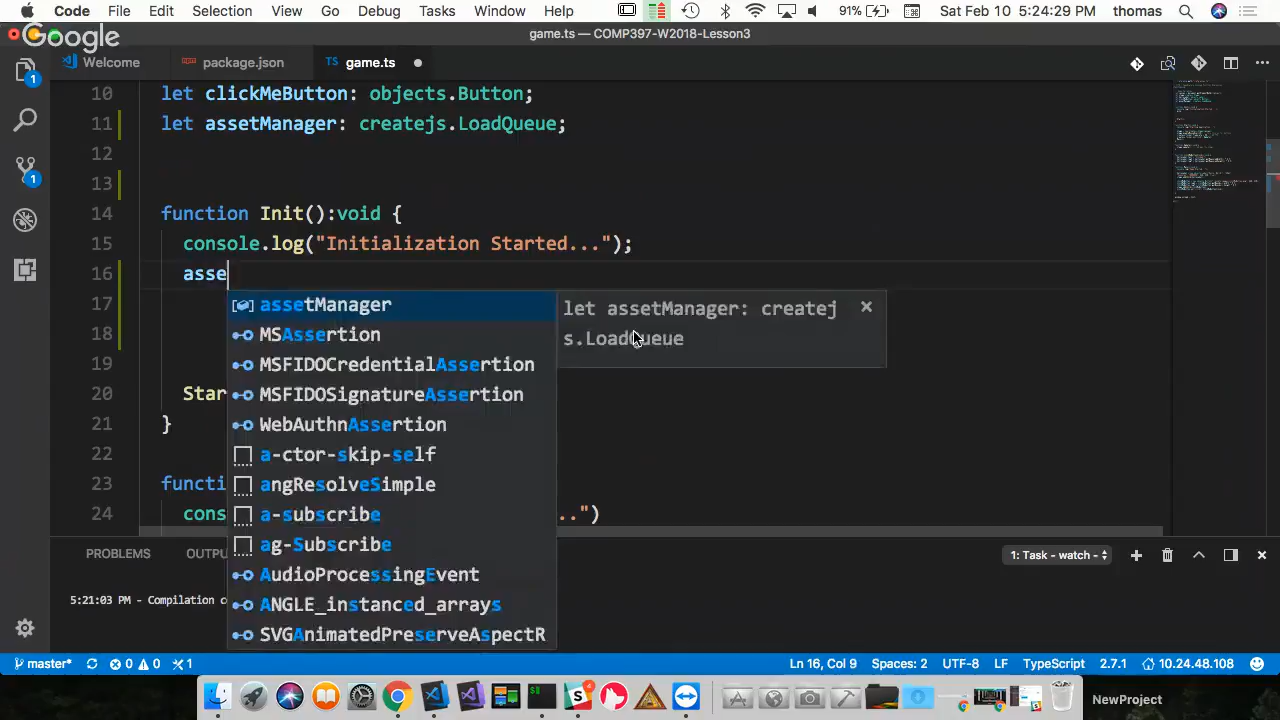 Code File Edit Selection View Go Debug Tasks Window Help 91% Sat Feb 10 5:24:29 PM thomas
Google
game.ts — COMP397-W2018-Lesson3
1 Welcome package.json TS game.ts
10 let clickMeButton: objects.Button;
11 let assetManager: createjs.LoadQueue;
12
13
14 function Init():void {
15 console.log("Initialization Started...");
16 asse
assetManager let assetManager: createj
17
MSAssertion s.LoadQueue
18
MSFIDOCredentialAssertion
19
20 Star MSFIDOSignatureAssertion
21 } WebAuthnAssertion
22 a-ctor-skip-self
23 functi angResolveSimple
24 cons a-subscribe ..")
ag-Subscribe
PROBLEMS OUTPU 1: Task - watch -
AudioProcessingEvent
5:21:03 PM - Compilation c ANGLE_instanced_arrays
SVGAnimatedPreserveAspectR
master* 0 0 1 Ln 16, Col 9 Spaces: 2 UTF-8 LF TypeScript 2.7.1 10.24.48.108
NewProject